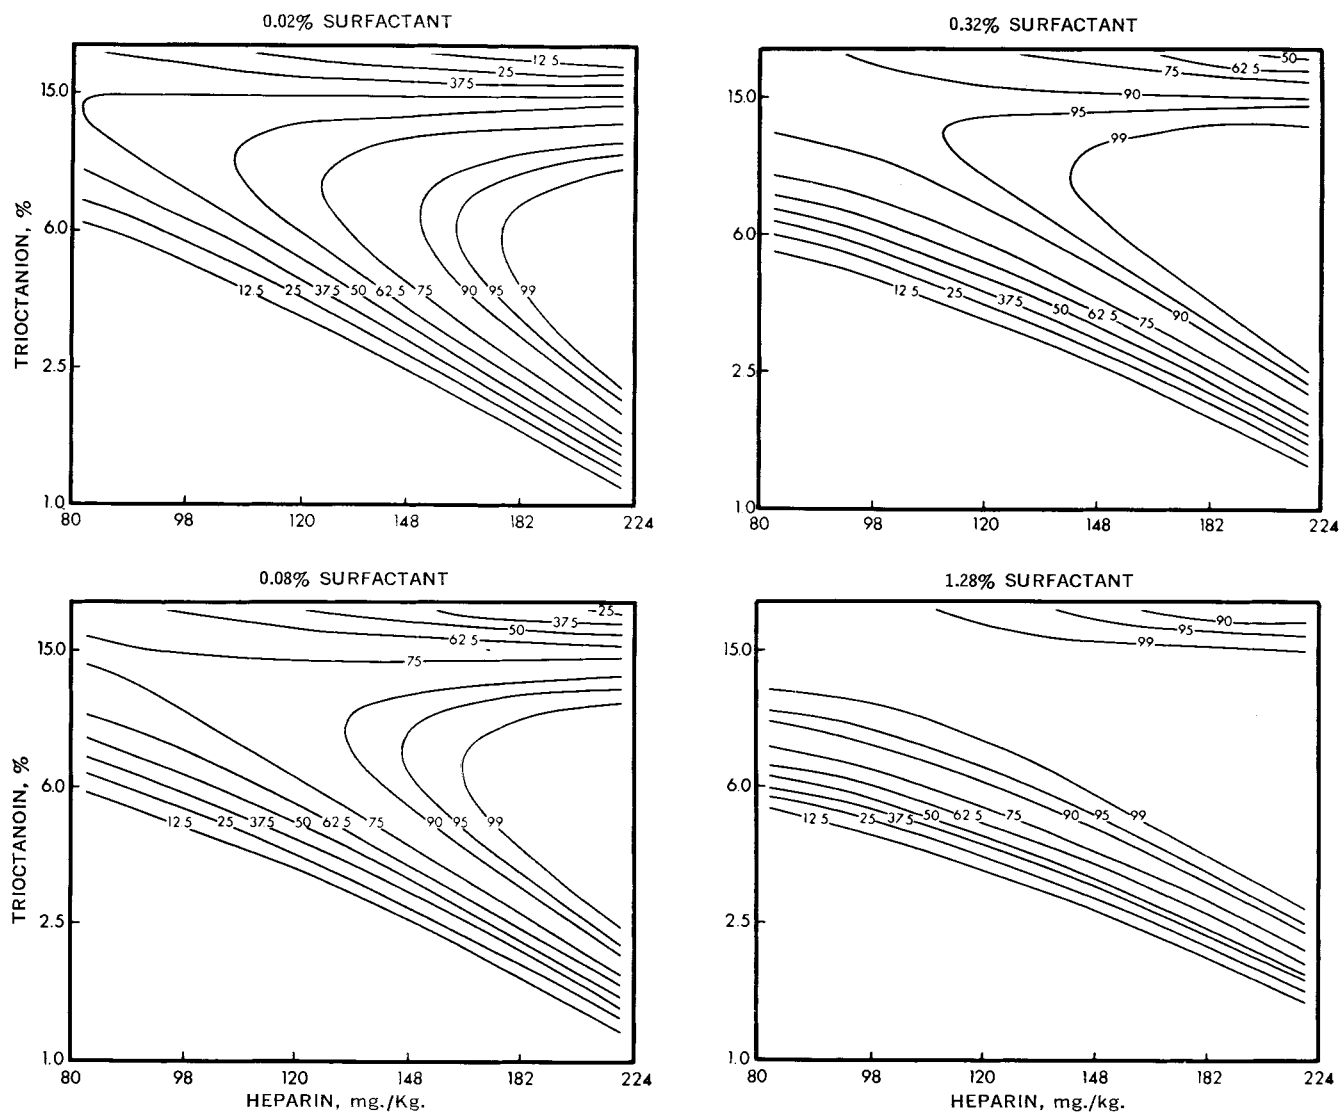 0.02% SURFACTANT
TRIOCTANION, %
15.0
6.0
2.5
1.0
12 5
25
37 5
12.5 25 37.5 50 62 5 75 90 95 99
80 98 120 148 182 224
0.32% SURFACTANT
15.0
6.0
2.5
1.0
50
75 62 5
90
95
99
12 5 25 37 5 50 62 5 75 90
80 98 120 148 182 224
0.08% SURFACTANT
TRIOCTANOIN, %
15.0
6.0
2.5
1.0
25
37 5
50
62 5
75
12.5 25 37 5 50 62 5 75 90 95 99
80 98 120 148 182 224
HEPARIN, mg./Kg.
1.28% SURFACTANT
15.0
6.0
2.5
1.0
90
95
99
12 5 25 37 5 50 62 5 75 90 95 99
80 98 120 148 182 224
HEPARIN, mg./Kg.